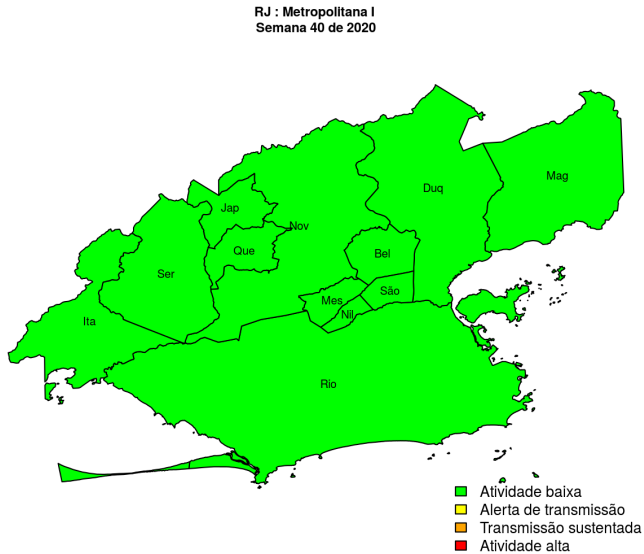 RJ : Metropolitana I
Semana 40 de 2020
Mag
Duq
Jap
Nov
Que
Bel
Ser
São
Mes
Nil
Ita
Rio
Atividade baixa
Alerta de transmissão
Transmissão sustentada
Atividade alta